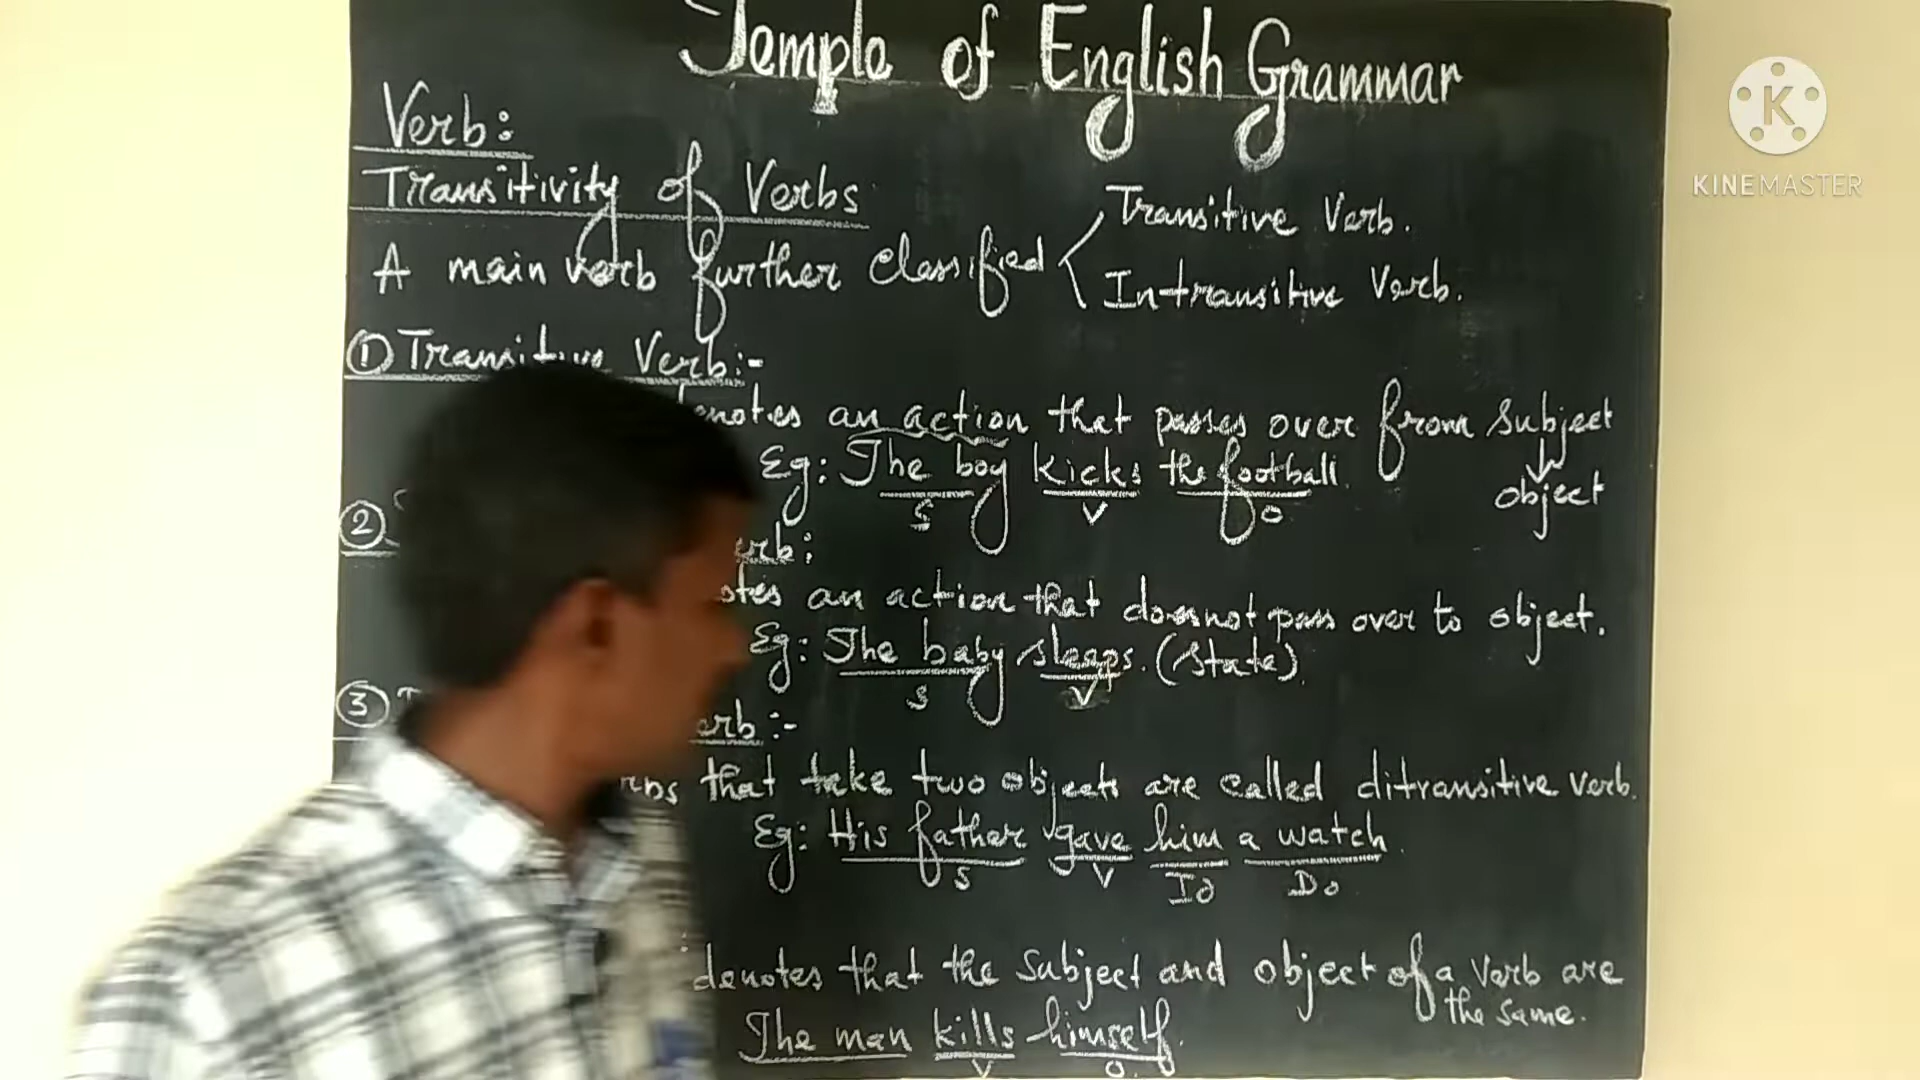 Temple of English Grammar
KINEMASTER
Verb:
Transitivity of Verbs
A main verb further classified
Transitive Verb.
Intransitive Verb.
① Transitive Verb:-
an action that passes over from subject
object
Eg: The boy kicks the football.
S V O
②
an action that does not pass over to object.
Eg: The baby sleeps. (state)
S V
③
that take two objects are called ditransitive verb.
Eg: His father gave him a watch.
S V IO DO
denotes that the subject and object of a verb are
the same.
The man kills himself.
V O